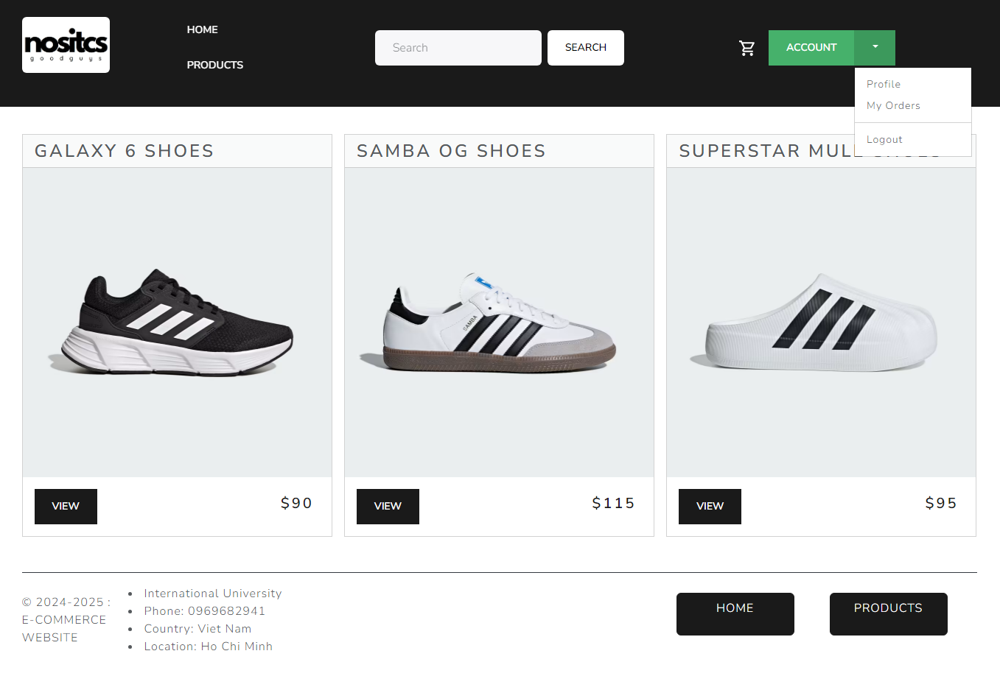 nositcs
goodguys
HOME
PRODUCTS
Search
SEARCH
ACCOUNT
Profile
My Orders
Logout
GALAXY 6 SHOES
SAMBA OG SHOES
SUPERSTAR MUL
SAMBA
VIEW
$90
VIEW
$115
VIEW
$95
© 2024-2025 :
E-COMMERCE
WEBSITE
• International University
• Phone: 0969682941
• Country: Viet Nam
• Location: Ho Chi Minh
HOME
PRODUCTS